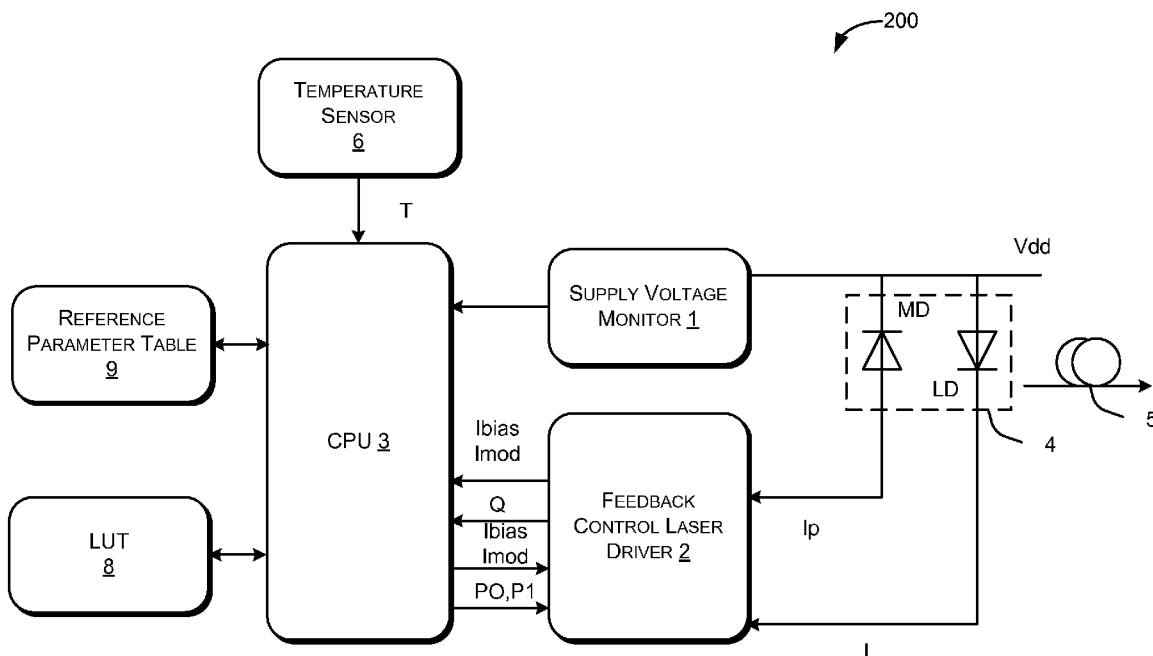 200
TEMPERATURE
SENSOR
6
T
Vdd
SUPPLY VOLTAGE
MONITOR 1
MD
LD
REFERENCE
PARAMETER TABLE
9
5
4
CPU 3
Ibias
Imod
Q
Ibias
Imod
PO,P1
FEEDBACK
CONTROL LASER
DRIVER 2
Ip
LUT
8
I